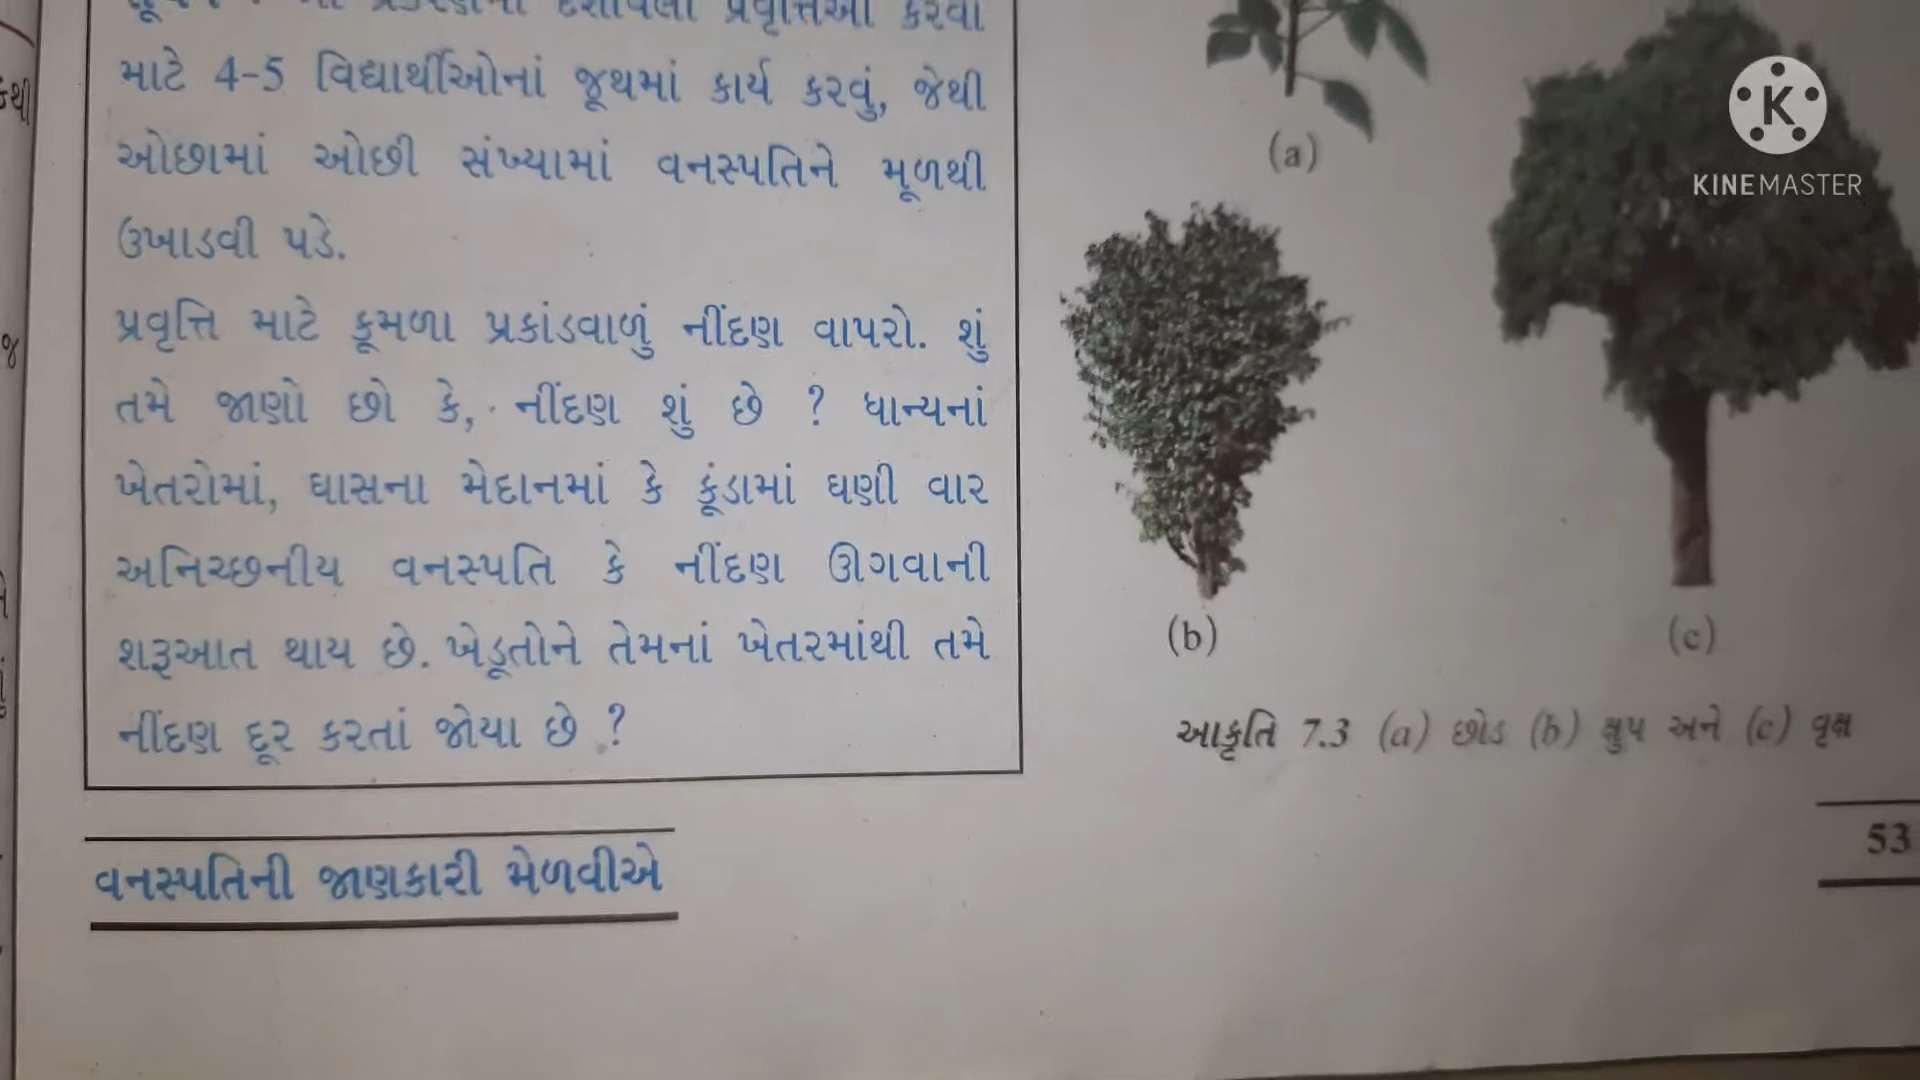 પ્રવૃત્તિઓ કરવા
માટે 4-5 વિદ્યાર્થીઓનાં જૂથમાં કાર્ય કરવું, જેથી
ઓછામાં ઓછી સંખ્યામાં વનસ્પતિને મૂળથી
ઉખાડવી પડે.
પ્રવૃત્તિ માટે કૂમળા પ્રકાંડવાળું નીંદણ વાપરો. શું
તમે જાણો છો કે, નીંદણ શું છે ? ધાન્યનાં
ખેતરોમાં, ઘાસના મેદાનમાં કે કૂંડામાં ઘણી વાર
અનિચ્છનીય વનસ્પતિ કે નીંદણ ઊગવાની
શરૂઆત થાય છે. ખેડૂતોને તેમનાં ખેતરમાંથી તમે
નીંદણ દૂર કરતાં જોયા છે ?
(a)
(b)
(c)
આકૃતિ 7.3 (a) છોડ (b) ક્ષુપ અને (c) વૃક્ષ
વનસ્પતિની જાણકારી મેળવીએ
53
K
KINEMASTER